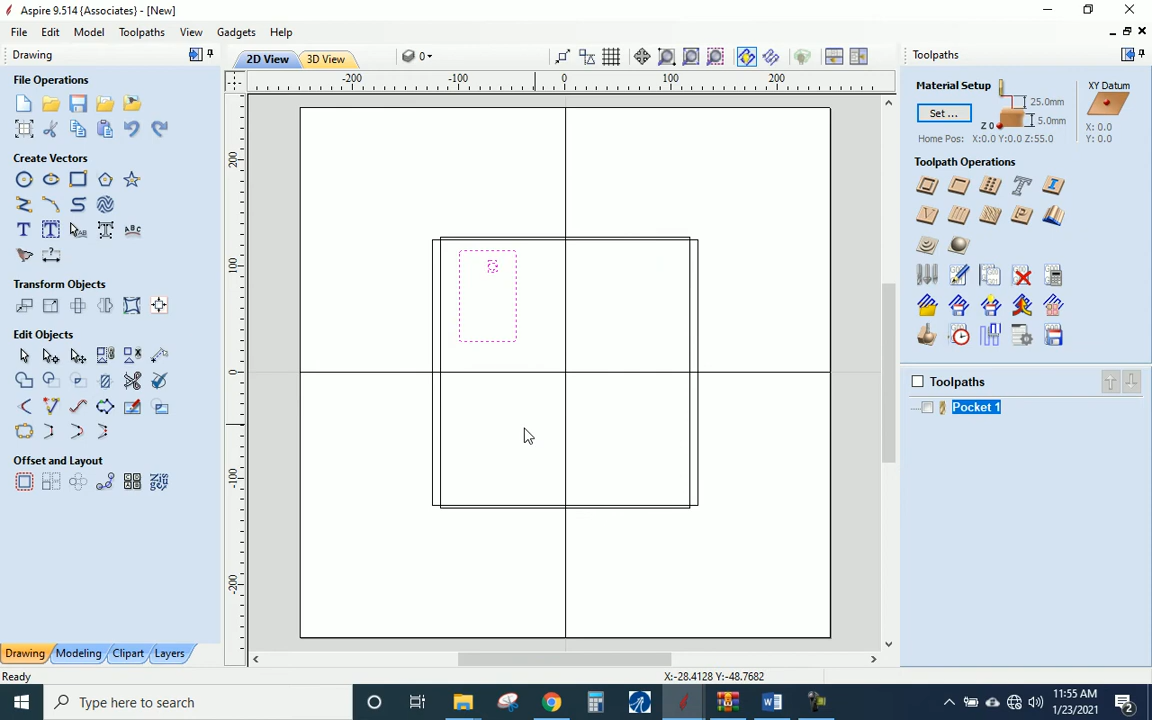 Aspire 9.514 {Associates} - [New]
File Edit Model Toolpaths View Gadgets Help
Drawing
File Operations
Create Vectors
Transform Objects
Edit Objects
Offset and Layout
Drawing Modeling Clipart Layers
Ready
2D View 3D View
0
-200 -100 0 100 200
200
100
0
-100
-200
X:-28.4128 Y:-48.7682
Toolpaths
Material Setup
Set ...
Z 0
25.0mm
5.0mm
Home Pos: X:0.0 Y:0.0 Z:55.0
XY Datum
X: 0.0
Y: 0.0
Toolpath Operations
Toolpaths
Pocket 1
Type here to search
11:55 AM
1/23/2021
2